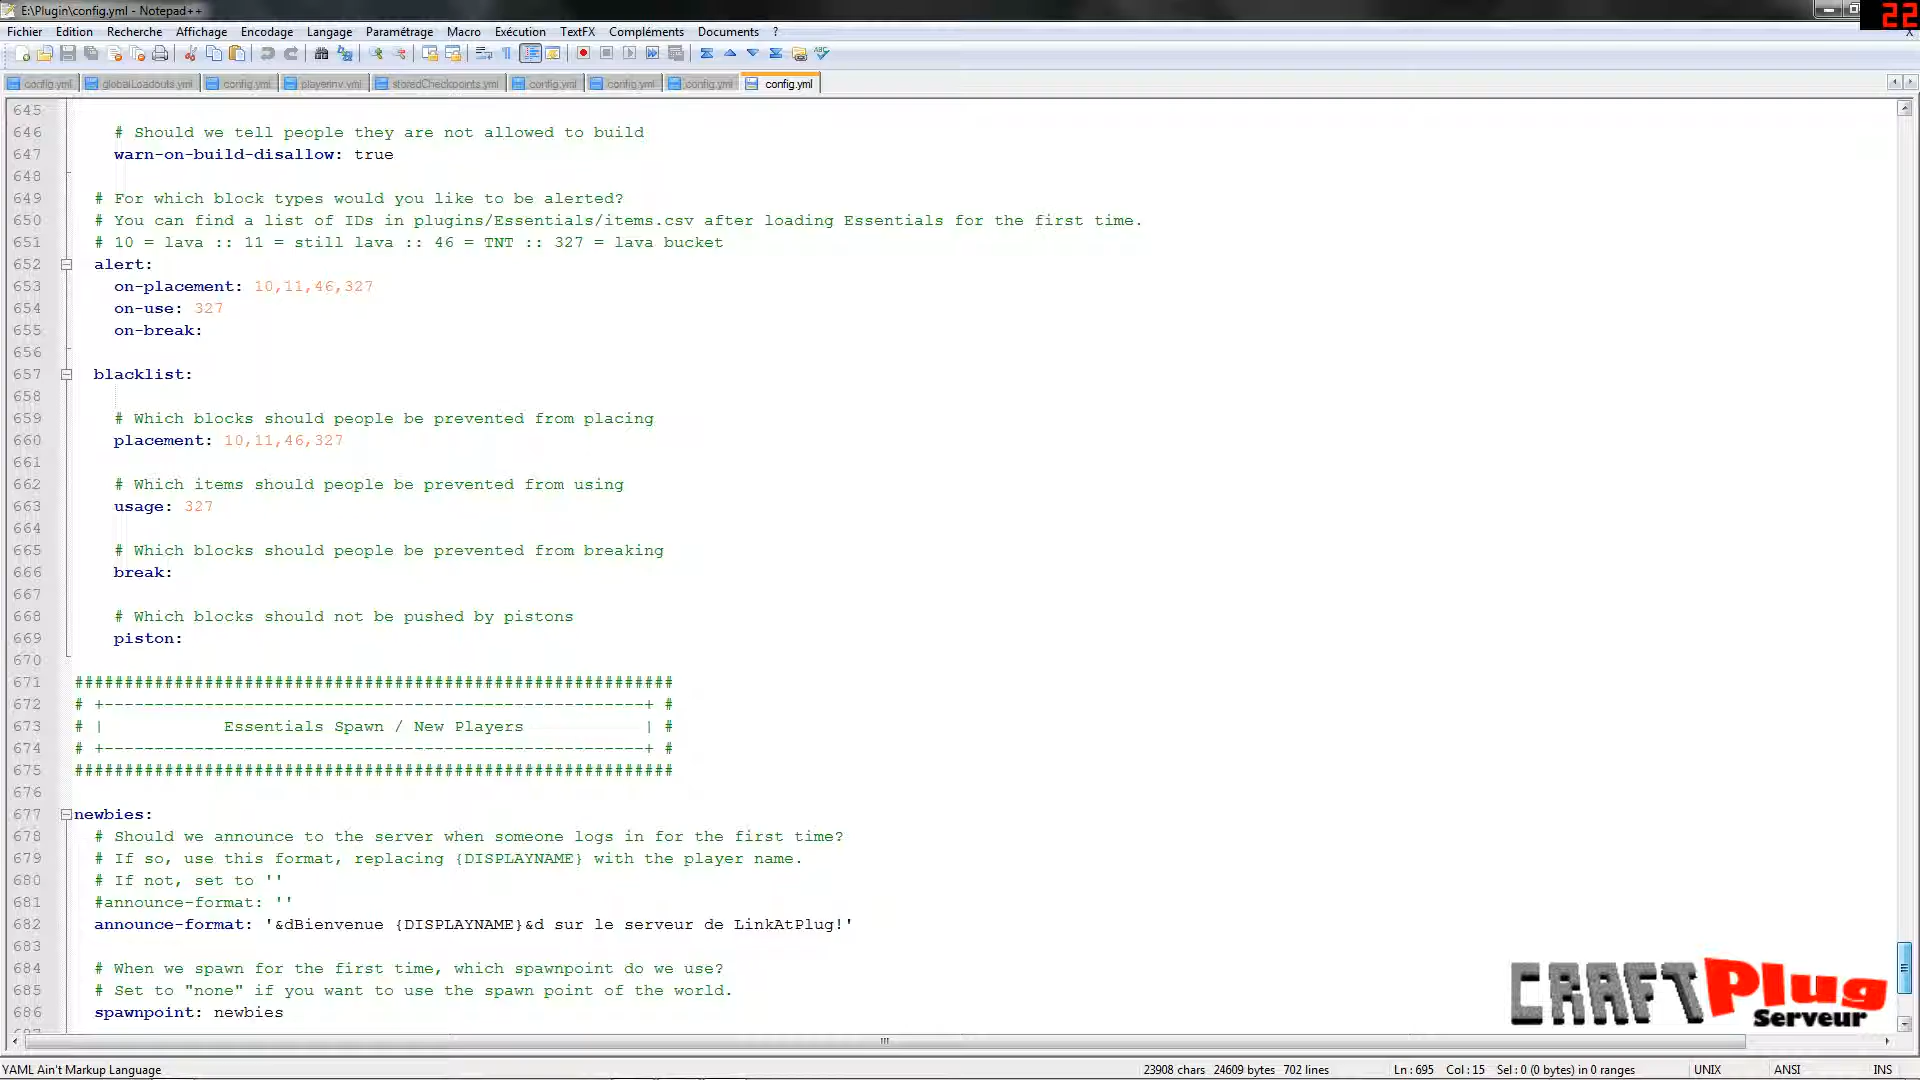 E:\Plugin\config.yml - Notepad++
22
Fichier Edition Recherche Affichage Encodage Langage Paramétrage Macro Exécution TextFX Compléments Documents ? X
config.yml globalLoadouts.yml config.yml playerinv.yml storedCheckpoints.yml config.yml config.yml config.yml config.yml
645
646 # Should we tell people they are not allowed to build
647 warn-on-build-disallow: true
648
649 # For which block types would you like to be alerted?
650 # You can find a list of IDs in plugins/Essentials/items.csv after loading Essentials for the first time.
651 # 10 = lava :: 11 = still lava :: 46 = TNT :: 327 = lava bucket
652 alert:
653 on-placement: 10,11,46,327
654 on-use: 327
655 on-break:
656
657 blacklist:
658
659 # Which blocks should people be prevented from placing
660 placement: 10,11,46,327
661
662 # Which items should people be prevented from using
663 usage: 327
664
665 # Which blocks should people be prevented from breaking
666 break:
667
668 # Which blocks should not be pushed by pistons
669 piston:
670
671 ############################################################
672 # +------------------------------------------------------+ #
673 # | Essentials Spawn / New Players | #
674 # +------------------------------------------------------+ #
675 ############################################################
676
677 newbies:
678 # Should we announce to the server when someone logs in for the first time?
679 # If so, use this format, replacing {DISPLAYNAME} with the player name.
680 # If not, set to ''
681 #announce-format: ''
682 announce-format: '&dBienvenue {DISPLAYNAME}&d sur le serveur de LinkAtPlug!'
683
684 # When we spawn for the first time, which spawnpoint do we use?
685 # Set to "none" if you want to use the spawn point of the world.
686 spawnpoint: newbies
687
CRAFTPlug
Serveur
YAML Ain't Markup Language 23908 chars 24609 bytes 702 lines Ln : 695 Col : 15 Sel : 0 (0 bytes) in 0 ranges UNIX ANSI INS